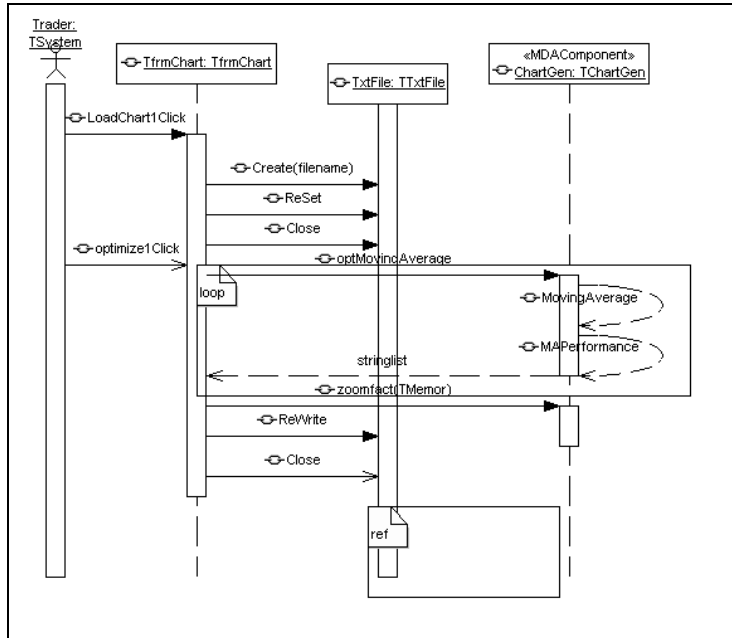 Trader:
TSystem
TfrmChart: TfrmChart
TxtFile: TTxtFile
«MDAComponent»
ChartGen: TChartGen
LoadChart1Click
Create(filename)
ReSet
Close
optimize1Click
optMovingAverage
loop
MovingAverage
MAPerformance
stringlist
zoomfact(TMemor)
ReWrite
Close
ref